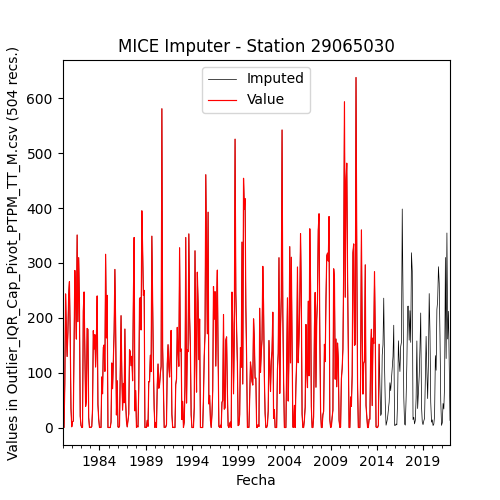 MICE Imputer - Station 29065030
Imputed
Value
Values in Outlier_IQR_Cap_Pivot_PTPM_TT_M.csv (504 recs.)
600
500
400
300
200
100
0
1984 1989 1994 1999 2004 2009 2014 2019
Fecha